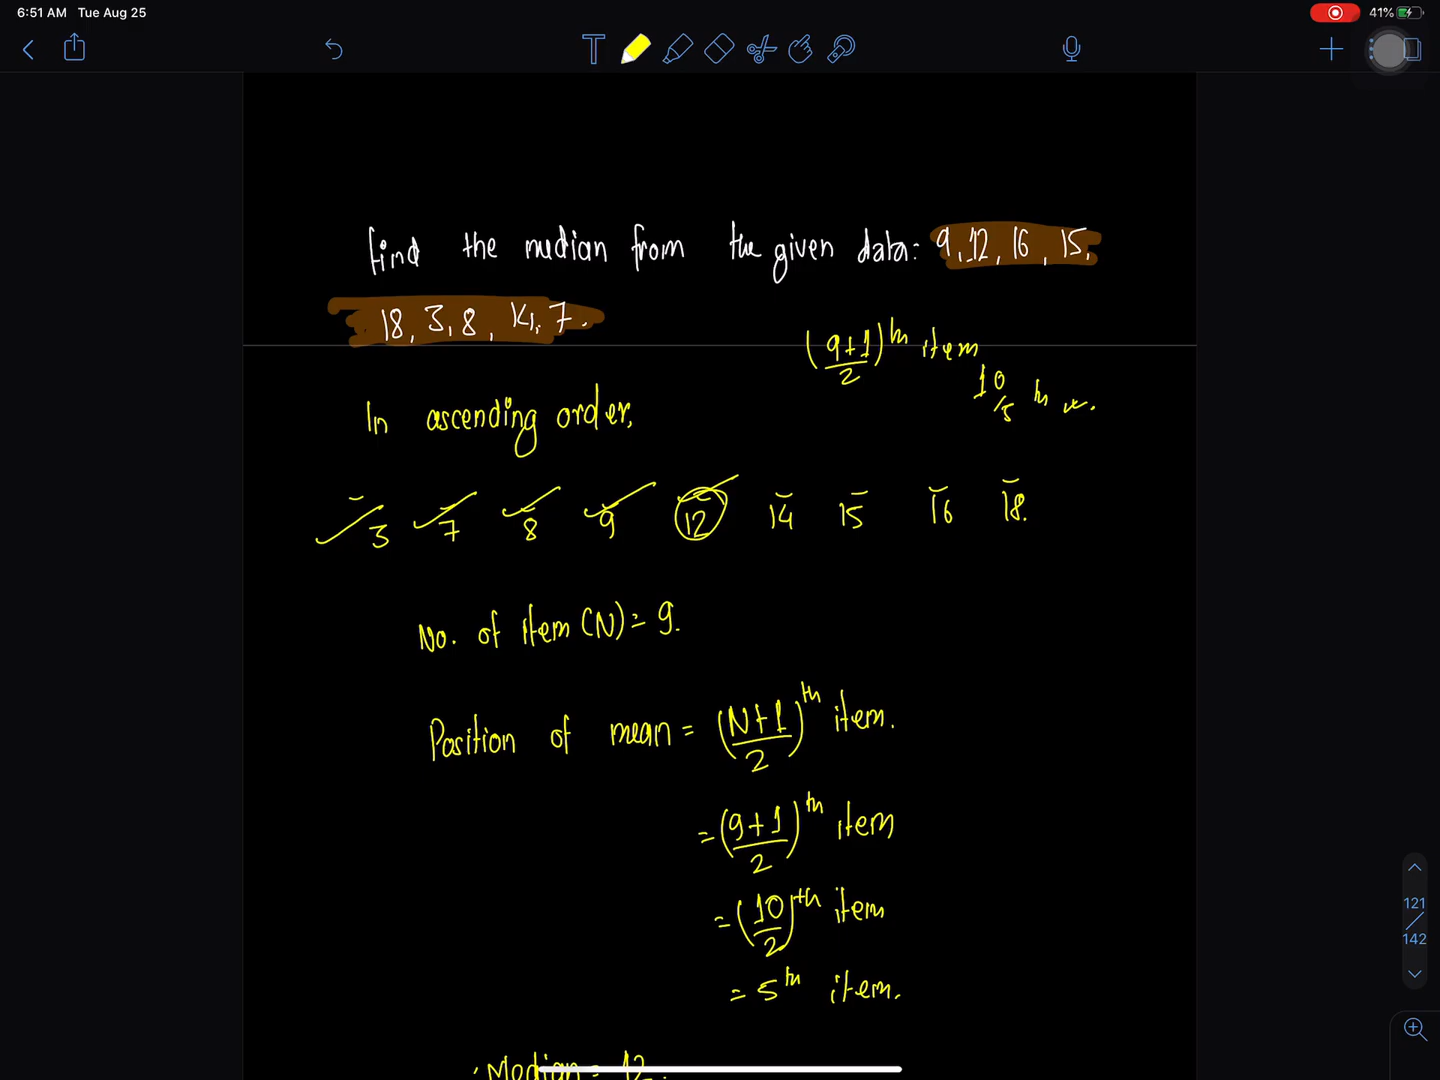 6:51 AM Tue Aug 25
41%
find the median from the given data: 9, 12, 16, 15,
18, 3, 8, 14, 7.
(9+1/2)th item
10
/5 th
In ascending order,
3 7 8 9 12 14 15 16 18.
No. of item (N) = 9.
Position of mean = (N+1/2)th item.
= (9+1/2)th item
= (10/2)th item
= 5th item.
121
/
142
Median = 12.